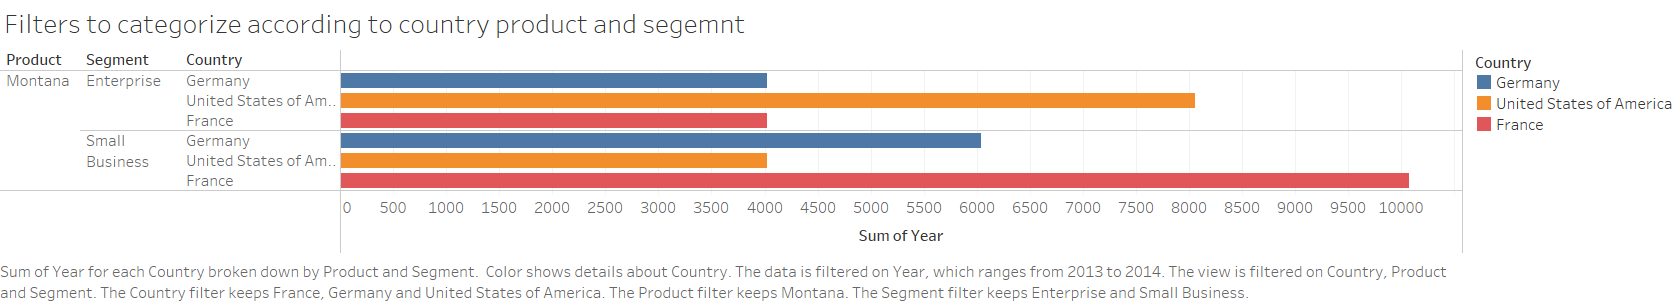 Filters to categorize according to country product and segemnt
Product Segment Country
Montana Enterprise Germany
United States of Am..
France
Small Business Germany
United States of Am..
France
0 500 1000 1500 2000 2500 3000 3500 4000 4500 5000 5500 6000 6500 7000 7500 8000 8500 9000 9500 10000
Sum of Year
Country
Germany
United States of America
France
Sum of Year for each Country broken down by Product and Segment.  Color shows details about Country. The data is filtered on Year, which ranges from 2013 to 2014. The view is filtered on Country, Product
and Segment. The Country filter keeps France, Germany and United States of America. The Product filter keeps Montana. The Segment filter keeps Enterprise and Small Business.